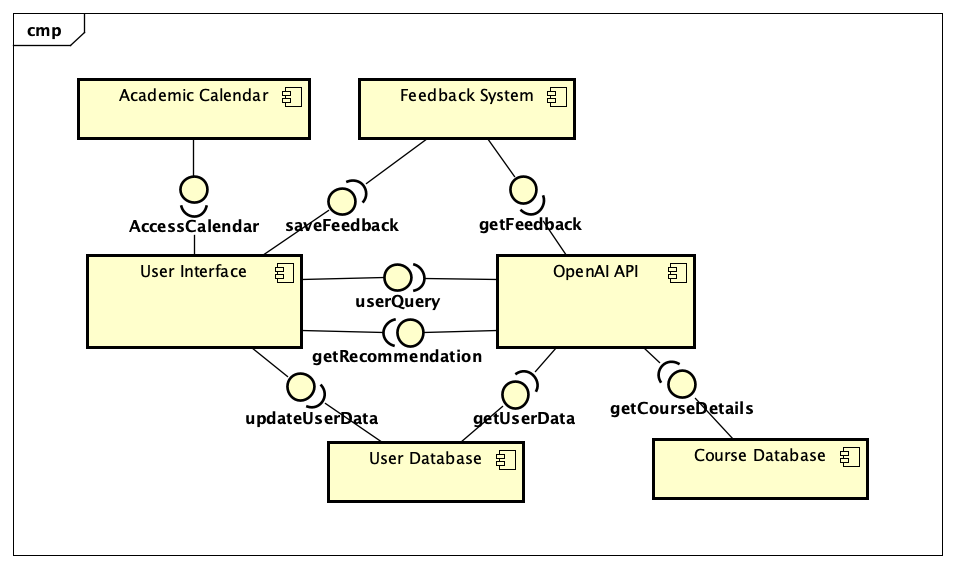 cmp
Academic Calendar
Feedback System
AccessCalendar
saveFeedback
getFeedback
User Interface
OpenAI API
userQuery
getRecommendation
updateUserData
getUserData
getCourseDetails
User Database
Course Database